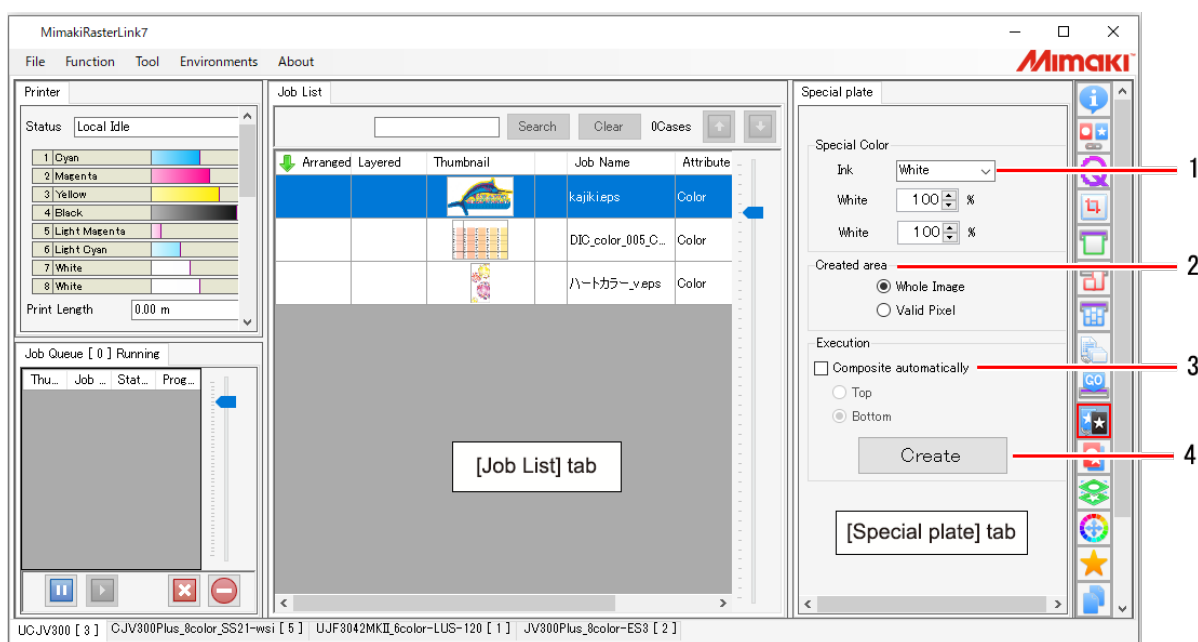 MimakiRasterLink7
File Function Tool Environments About
Mimaki
Printer
Status Local Idle
1 Cyan
2 Magenta
3 Yellow
4 Black
5 Light Magenta
6 Light Cyan
7 White
8 White
Print Length 0.00 m
Job Queue [ 0 ] Running
Thu... Job ... Stat... Prog...
Job List
Search Clear 0Cases
Arranged Layered Thumbnail Job Name Attribute
kajiki.eps Color
DIC_color_005_C... Color
ハートカラー_v.eps Color
[Job List] tab
Special plate
Special Color
Ink White
White 100 %
White 100 %
Created area
Whole Image
Valid Pixel
Execution
Composite automatically
Top
Bottom
Create
[Special plate] tab
GO
1
2
3
4
UCJV300 [ 3 ] CJV300Plus_8color_SS21-wsi [ 5 ] UJF3042MKII_6color-LUS-120 [ 1 ] JV300Plus_8color-ES3 [ 2 ]